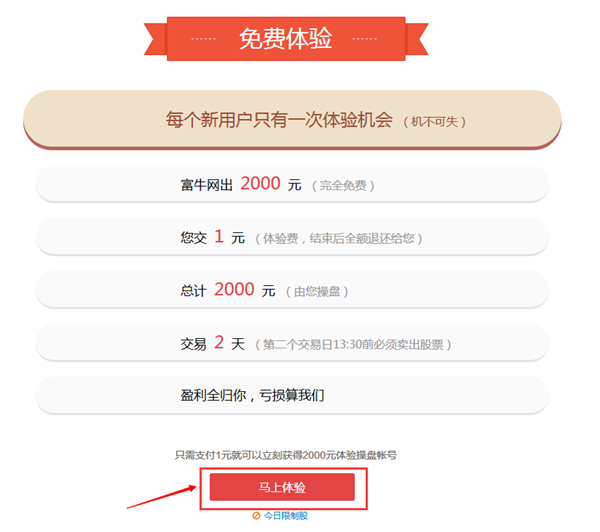 免费体验
每个新用户只有一次体验机会（机不可失）
富牛网出 2000 元（完全免费）
您交 1 元（体验费，结束后全额退还给您）
总计 2000 元（由您操盘）
交易 2 天（第二个交易日13:30前必须卖出股票）
盈利全归你，亏损算我们
只需支付1元就可以立刻获得2000元体验操盘帐号
马上体验
今日限制股